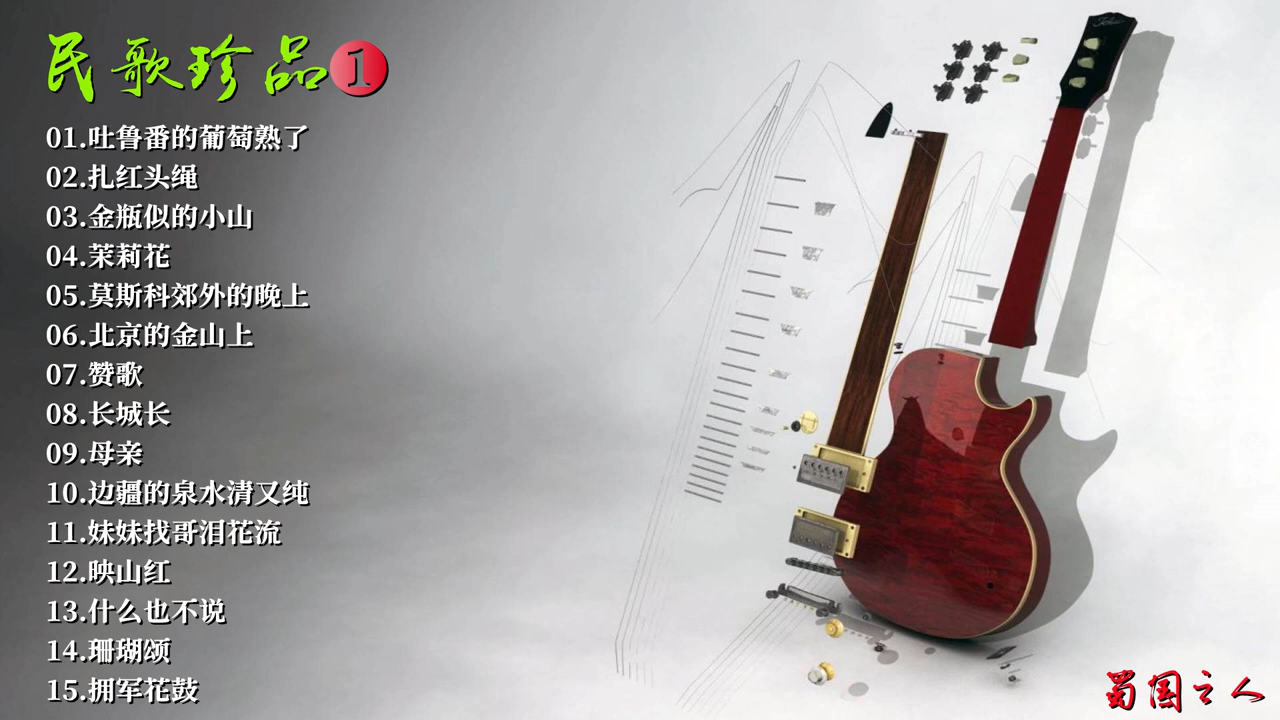 民歌珍品1
01.吐鲁番的葡萄熟了
02.扎红头绳
03.金瓶似的小山
04.茉莉花
05.莫斯科郊外的晚上
06.北京的金山上
07.赞歌
08.长城长
09.母亲
10.边疆的泉水清又纯
11.妹妹找哥泪花流
12.映山红
13.什么也不说
14.珊瑚颂
15.拥军花鼓
蜀国之人